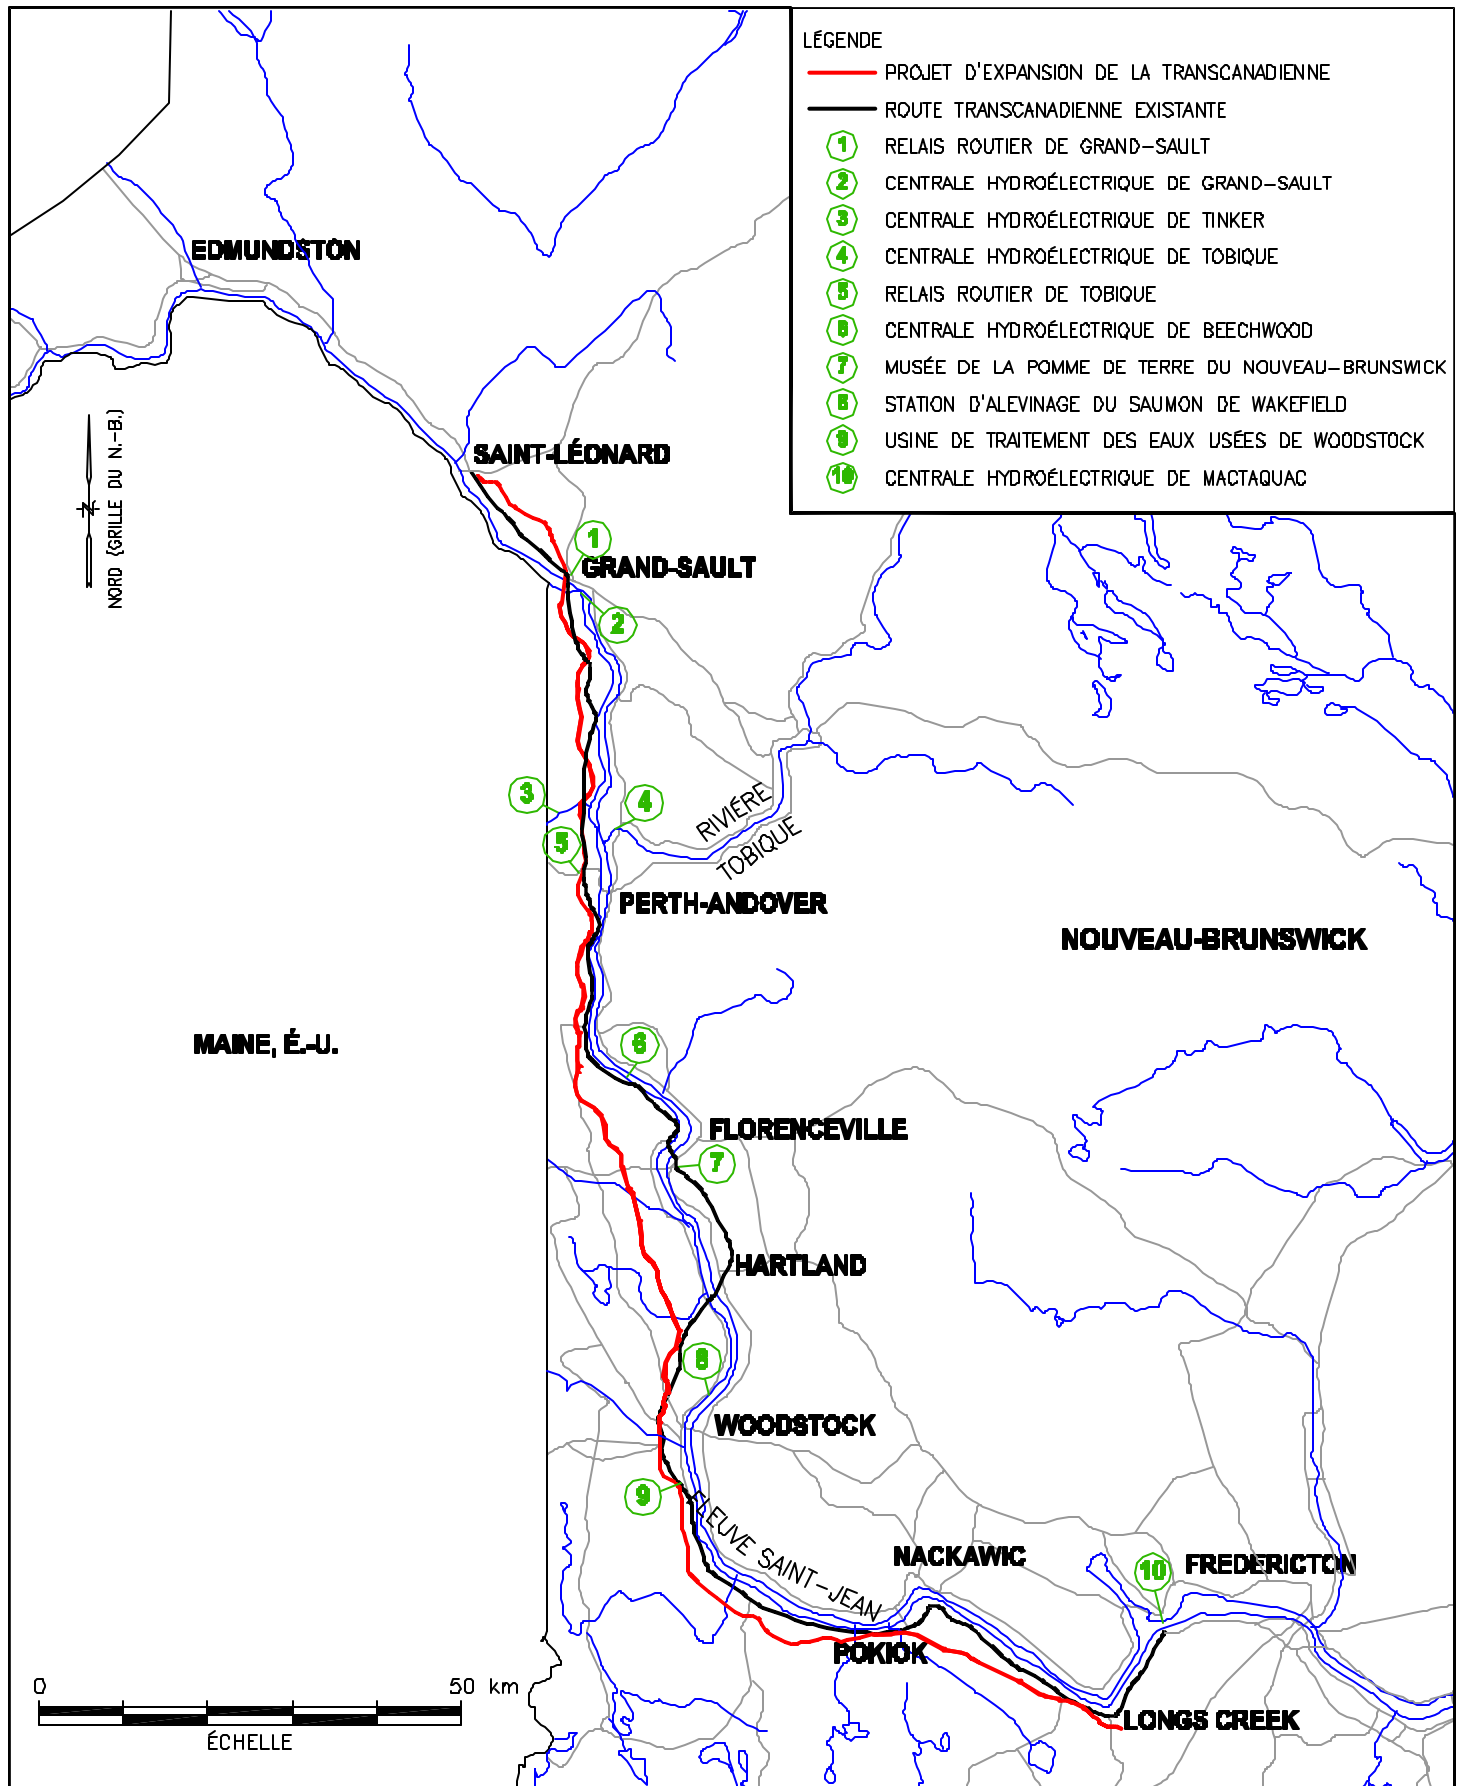 LÉGENDE
PROJET D'EXPANSION DE LA TRANSCANADIENNE
ROUTE TRANSCANADIENNE EXISTANTE
1 RELAIS ROUTIER DE GRAND-SAULT
2 CENTRALE HYDROÉLECTRIQUE DE GRAND-SAULT
3 CENTRALE HYDROÉLECTRIQUE DE TINKER
4 CENTRALE HYDROÉLECTRIQUE DE TOBIQUE
5 RELAIS ROUTIER DE TOBIQUE
6 CENTRALE HYDROÉLECTRIQUE DE BEECHWOOD
7 MUSÉE DE LA POMME DE TERRE DU NOUVEAU-BRUNSWICK
8 STATION D'ALEVINAGE DU SAUMON DE WAKEFIELD
9 USINE DE TRAITEMENT DES EAUX USÉES DE WOODSTOCK
10 CENTRALE HYDROÉLECTRIQUE DE MACTAQUAC
EDMUNDSTON
NORD (GRILLE DU N.-B.)
SAINT-LÉONARD
1
GRAND-SAULT
2
3
4
RIVIÉRE
TOBIQUE
5
PERTH-ANDOVER
NOUVEAU-BRUNSWICK
MAINE, É.-U.
6
FLORENCEVILLE
7
HARTLAND
8
WOODSTOCK
9
FLEUVE SAINT-JEAN
NACKAWIC
10
FREDERICTON
POKIOK
LONGS CREEK
0 50 km
ÉCHELLE